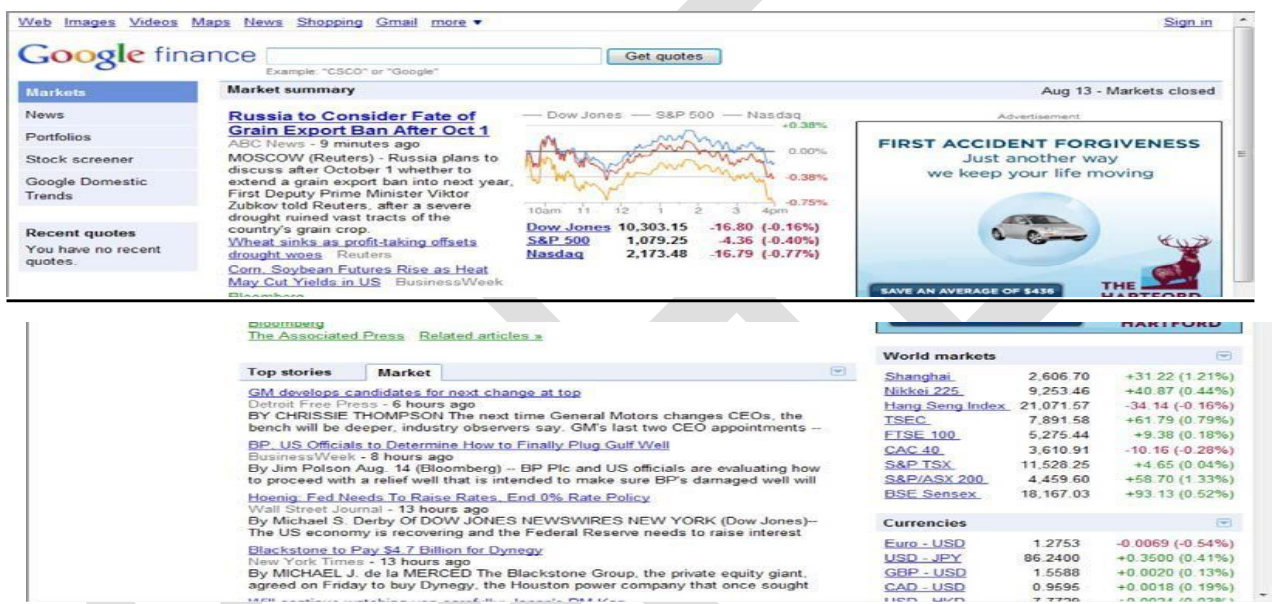 Web Images Videos Maps News Shopping Gmail more ▼
Sign in
Google finance
Get quotes
Example: "CSCO" or "Google"
Markets
News
Portfolios
Stock screener
Google Domestic
Trends
Recent quotes
You have no recent
quotes.
Market summary
Aug 13 - Markets closed
Russia to Consider Fate of
Grain Export Ban After Oct 1
ABC News - 9 minutes ago
MOSCOW (Reuters) - Russia plans to
discuss after October 1 whether to
extend a grain export ban into next year,
First Deputy Prime Minister Viktor
Zubkov told Reuters, after a severe
drought ruined vast tracts of the
country's grain crop.
Wheat sinks as profit-taking offsets
drought woes Reuters
Corn, Soybean Futures Rise as Heat
May Cut Yields in US BusinessWeek
Bloomberg
Dow Jones S&P 500 Nasdaq
+0.38%
0.00%
-0.38%
-0.75%
10am 11 12 1 2 3 4pm
Dow Jones 10,303.15 -16.80 (-0.16%)
S&P 500 1,079.25 -4.36 (-0.40%)
Nasdaq 2,173.48 -16.79 (-0.77%)
Advertisement
FIRST ACCIDENT FORGIVENESS
Just another way
we keep your life moving
SAVE AN AVERAGE OF $436
THE
HARTFORD
Bloomberg
The Associated Press Related articles »
Top stories Market
GM develops candidates for next change at top
Detroit Free Press - 6 hours ago
BY CHRISSIE THOMPSON The next time General Motors changes CEOs, the
bench will be deeper, industry observers say. GM's last two CEO appointments --
BP, US Officials to Determine How to Finally Plug Gulf Well
BusinessWeek - 8 hours ago
By Jim Polson Aug. 14 (Bloomberg) -- BP Plc and US officials are evaluating how
to proceed with a relief well that is intended to make sure BP's damaged well will
Hoenig: Fed Needs To Raise Rates, End 0% Rate Policy
Wall Street Journal - 13 hours ago
By Michael S. Derby Of DOW JONES NEWSWIRES NEW YORK (Dow Jones)--
The US economy is recovering and the Federal Reserve needs to raise interest
Blackstone to Pay $4.7 Billion for Dynegy
New York Times - 13 hours ago
By MICHAEL J. de la MERCED The Blackstone Group, the private equity giant,
agreed on Friday to buy Dynegy, the Houston power company that once sought
HARTFORD
World markets
Shanghai 2,606.70 +31.22 (1.21%)
Nikkei 225 9,253.46 +40.87 (0.44%)
Hang Seng Index 21,071.57 -34.14 (-0.16%)
TSEC 7,891.58 +61.79 (0.79%)
FTSE 100 5,275.44 +9.38 (0.18%)
CAC 40 3,610.91 -10.16 (-0.28%)
S&P TSX 11,528.25 +4.65 (0.04%)
S&P/ASX 200 4,459.60 +58.70 (1.33%)
BSE Sensex 18,167.03 +93.13 (0.52%)
Currencies
Euro - USD 1.2753 -0.0069 (-0.54%)
USD - JPY 86.2400 +0.3500 (0.41%)
GBP - USD 1.5588 +0.0020 (0.13%)
CAD - USD 0.9595 +0.0018 (0.19%)